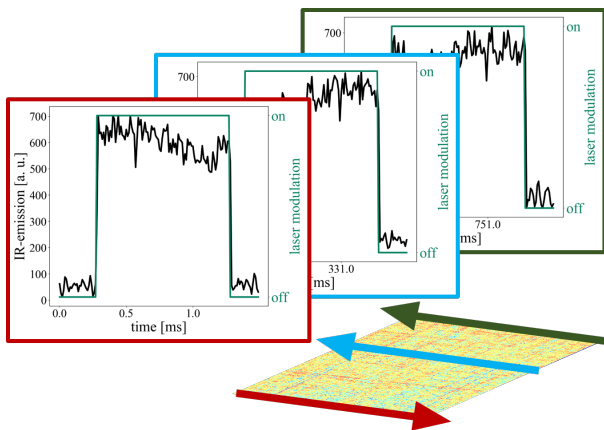 700
on
laser modulation
off
751.0
ms]
700
on
laser modulation
off
331.0
ms]
700
600
500
400
300
200
100
0
IR-emission [a. u.]
on
laser modulation
off
0.0
0.5
1.0
time [ms]